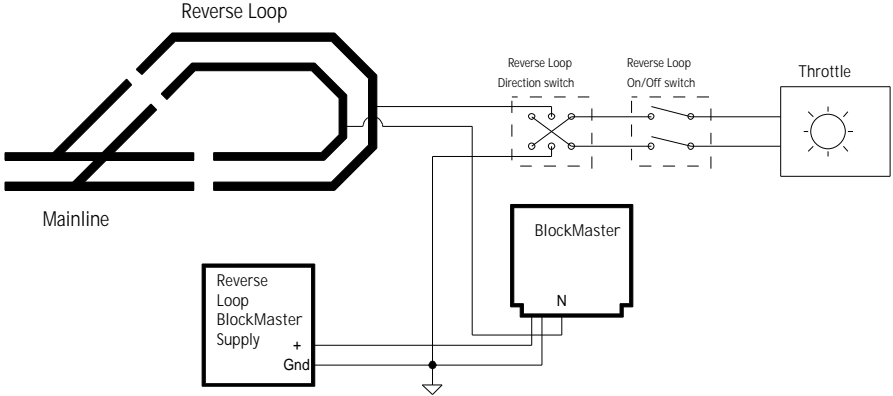 Reverse Loop
Reverse Loop
Direction switch
Reverse Loop
On/Off switch
Throttle
Mainline
BlockMaster
N
Reverse
Loop
BlockMaster
Supply
+
Gnd